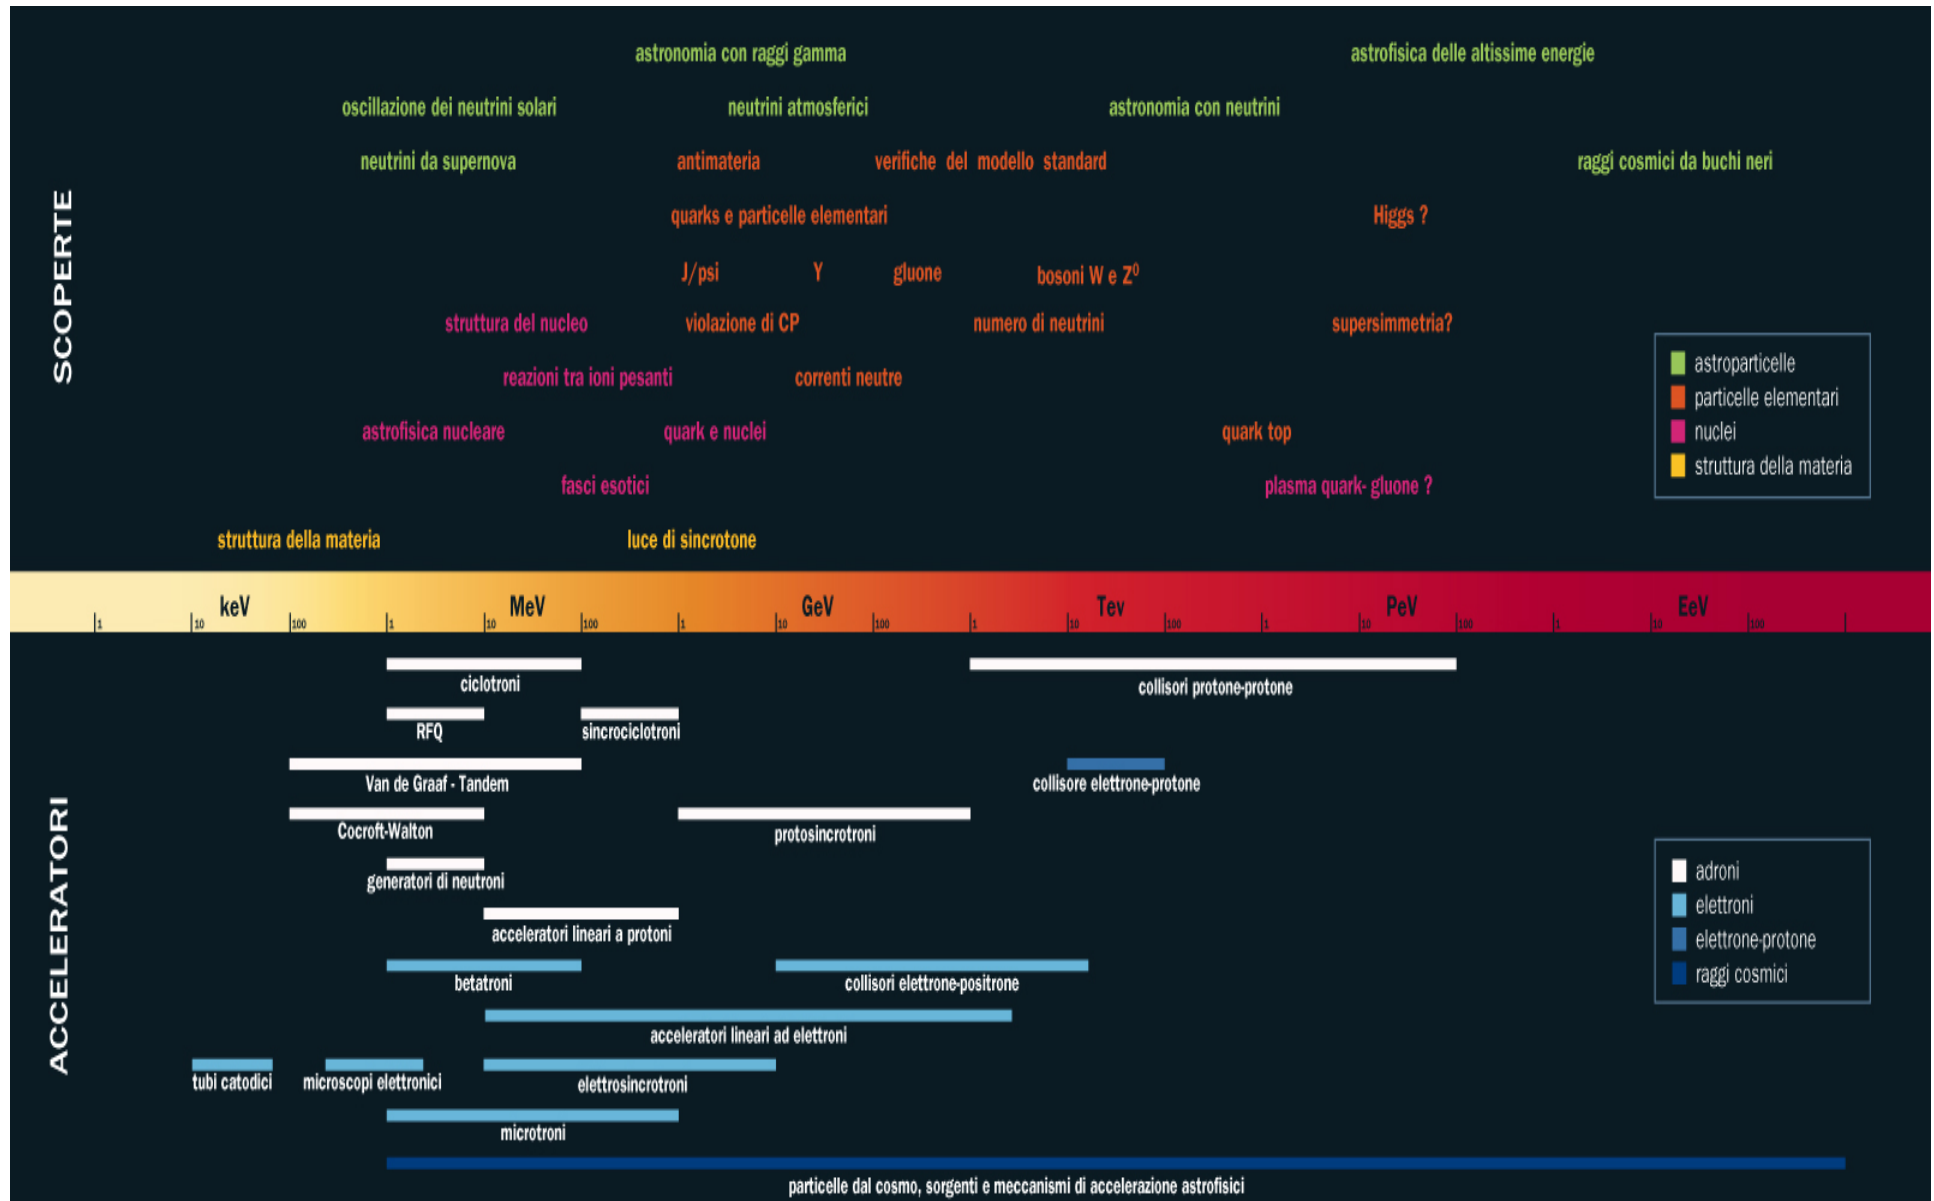 astronomia con raggi gamma
astrofisica delle altissime energie
oscillazione dei neutrini solari
neutrini atmosferici
astronomia con neutrini
neutrini da supernova
antimateria
verifiche del modello standard
raggi cosmici da buchi neri
SCOPERTE
quarks e particelle elementari
Higgs ?
J/psi
Y
gluone
bosoni W e Z⁰
struttura del nucleo
violazione di CP
numero di neutrini
supersimmetria?
reazioni tra ioni pesanti
correnti neutre
astrofisica nucleare
quark e nuclei
quark top
fasci esotici
plasma quark- gluone ?
struttura della materia
luce di sincrotone
astroparticelle
particelle elementari
nuclei
struttura della materia
keV MeV GeV Tev PeV EeV
1 10 100 1 10 100 1 10 100 1 10 100 1 10 100 1 10 100
ciclotroni
collisori protone-protone
RFQ
sincrociclotroni
Van de Graaf - Tandem
collisore elettrone-protone
Cocroft-Walton
protosincrotroni
ACCELERATORI
generatori di neutroni
acceleratori lineari a protoni
betatroni
collisori elettrone-positrone
acceleratori lineari ad elettroni
tubi catodici
microscopi elettronici
elettrosincrotroni
microtroni
particelle dal cosmo, sorgenti e meccanismi di accelerazione astrofisici
adroni
elettroni
elettrone-protone
raggi cosmici